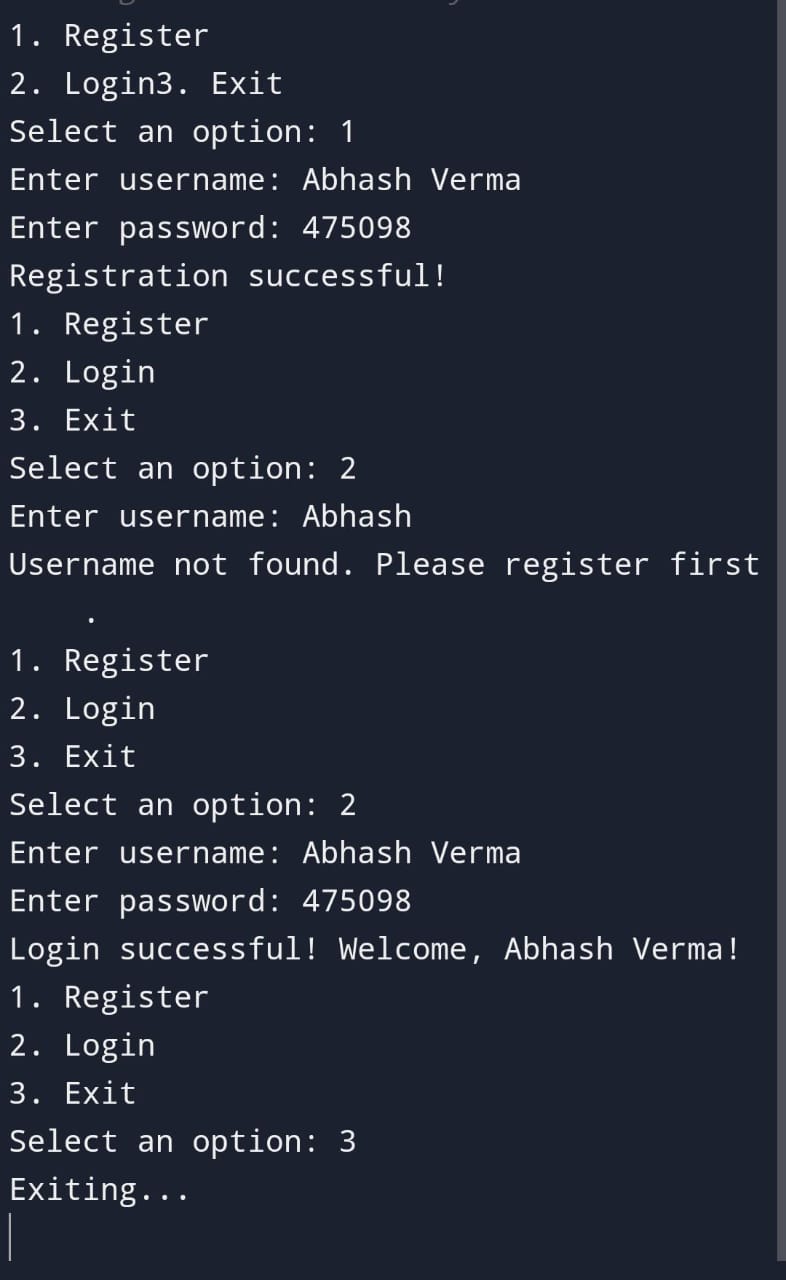 1. Register
2. Login3. Exit
Select an option: 1
Enter username: Abhash Verma
Enter password: 475098
Registration successful!
1. Register
2. Login
3. Exit
Select an option: 2
Enter username: Abhash
Username not found. Please register first
.
1. Register
2. Login
3. Exit
Select an option: 2
Enter username: Abhash Verma
Enter password: 475098
Login successful! Welcome, Abhash Verma!
1. Register
2. Login
3. Exit
Select an option: 3
Exiting...